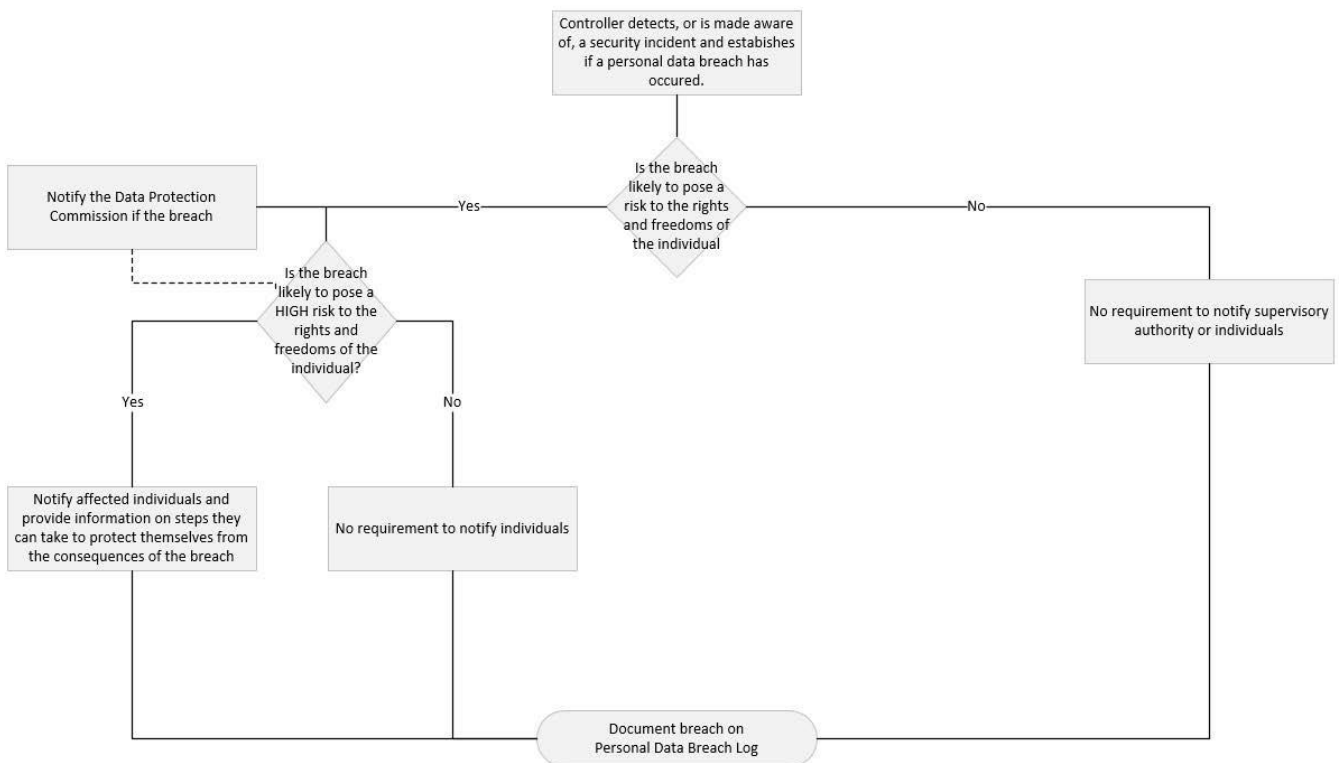 Controller detects, or is made aware
of, a security incident and estabishes
if a personal data breach has
occured.
Is the breach
likely to pose a
risk to the rights
and freedoms of
the individual
Yes
No
Notify the Data Protection
Commission if the breach
Is the breach
likely to pose a
HIGH risk to the
rights and
freedoms of the
individual?
No requirement to notify supervisory
authority or individuals
Yes
No
Notify affected individuals and
provide information on steps they
can take to protect themselves from
the consequences of the breach
No requirement to notify individuals
Document breach on
Personal Data Breach Log